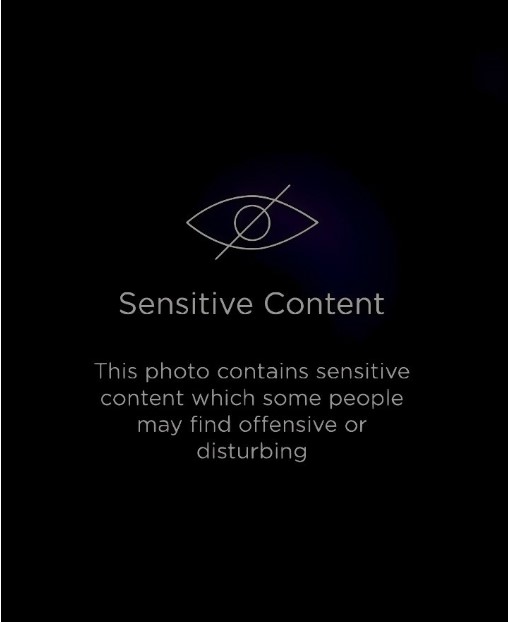 Sensitive Content
This photo contains sensitive
content which some people
may find offensive or
disturbing